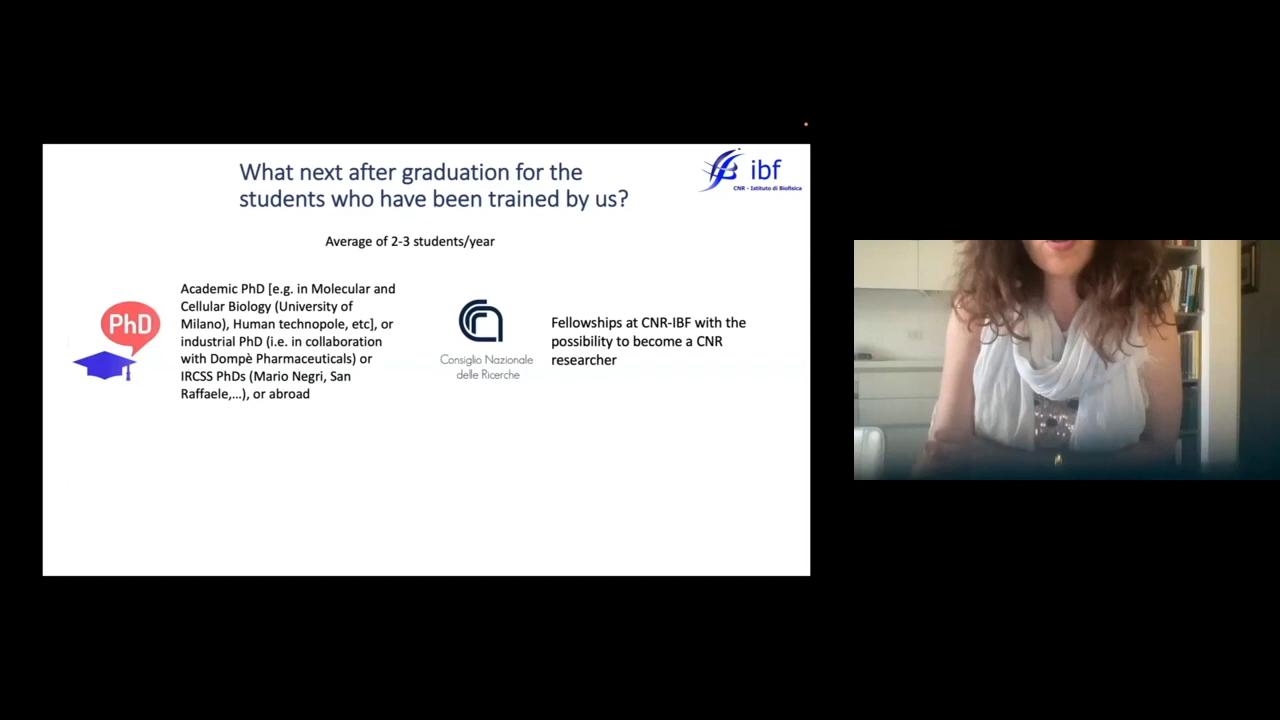 What next after graduation for the
students who have been trained by us?
ibf
CNR - Istituto di Biofisica
Average of 2-3 students/year
PhD
Academic PhD [e.g. in Molecular and
Cellular Biology (University of
Milano), Human technopole, etc], or
industrial PhD (i.e. in collaboration
with Dompè Pharmaceuticals) or
IRCSS PhDs (Mario Negri, San
Raffaele,...), or abroad
Consiglio Nazionale
delle Ricerche
Fellowships at CNR-IBF with the
possibility to become a CNR
researcher